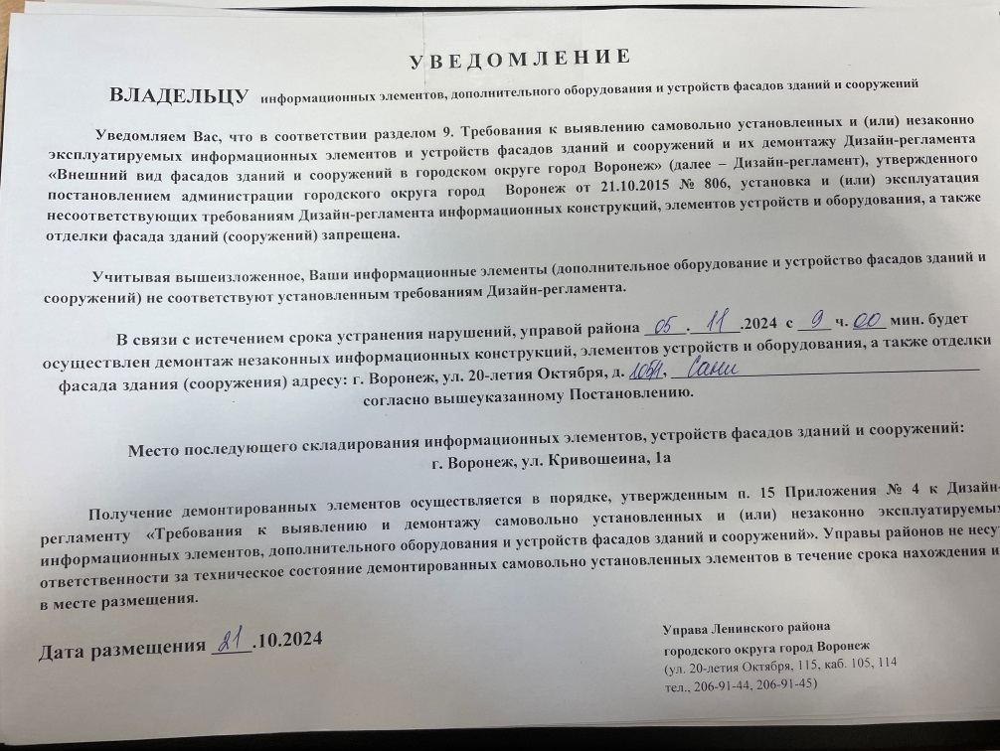 УВЕДОМЛЕНИЕ
ВЛАДЕЛЬЦУ информационных элементов, дополнительного оборудования и устройств фасадов зданий и сооружений
Уведомляем Вас, что в соответствии разделом 9. Требования к выявлению самовольно установленных и (или) незаконно
эксплуатируемых информационных элементов и устройств фасадов зданий и сооружений и их демонтажу Дизайн-регламента
«Внешний вид фасадов зданий и сооружений в городском округе город Воронеж» (далее – Дизайн-регламент), утвержденного
постановлением администрации городского округа город Воронеж от 21.10.2015 № 806, установка и (или) эксплуатация
несоответствующих требованиям Дизайн-регламента информационных конструкций, элементов устройств и оборудования, а также
отделки фасада зданий (сооружений) запрещена.
Учитывая вышеизложенное, Ваши информационные элементы (дополнительное оборудование и устройство фасадов зданий и
сооружений) не соответствуют установленным требованиям Дизайн-регламента.
В связи с истечением срока устранения нарушений, управой района 05.11.2024 с 9 ч. 00 мин. будет
осуществлен демонтаж незаконных информационных конструкций, элементов устройств и оборудования, а также отделки
фасада здания (сооружения) адресу: г. Воронеж, ул. 20-летия Октября, д. , Сани
согласно вышеуказанному Постановлению.
Место последующего складирования информационных элементов, устройств фасадов зданий и сооружений:
г. Воронеж, ул. Кривошеина, 1а
Получение демонтированных элементов осуществляется в порядке, утвержденным п. 15 Приложения № 4 к Дизайн-
регламенту «Требования к выявлению и демонтажу самовольно установленных и (или) незаконно эксплуатируемых
информационных элементов, дополнительного оборудования и устройств фасадов зданий и сооружений». Управы районов не несу
ответственности за техническое состояние демонтированных самовольно установленных элементов в течение срока нахождения и
в месте размещения.
Дата размещения 21.10.2024
Управа Ленинского района
городского округа город Воронеж
(ул. 20-летия Октября, 115, каб. 105, 114
тел., 206-91-44, 206-91-45)